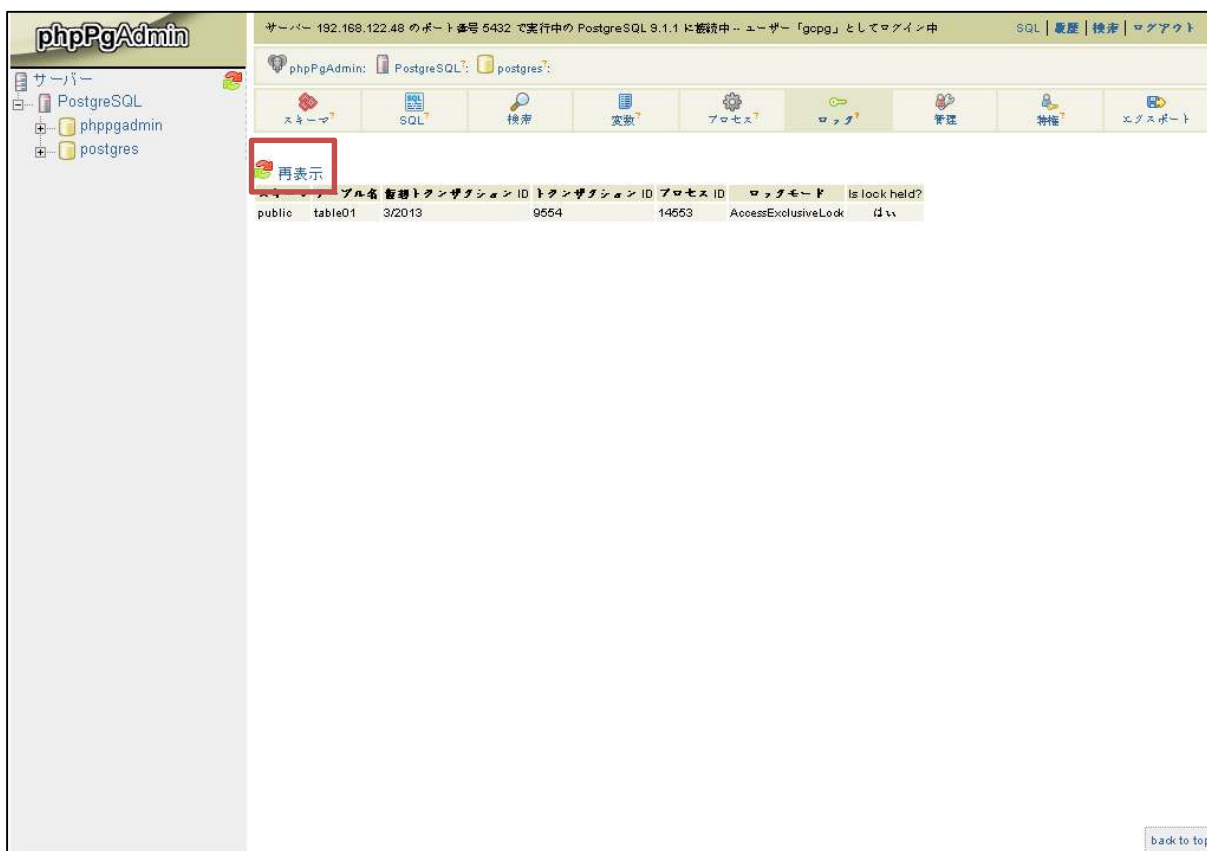 phpPgAdmin
サーバー 192.168.122.48 のポート番号 5432 で実行中の PostgreSQL 9.1.1 に接続中 -- ユーザー「gopg」としてログイン中
SQL | 履歴 | 検索 | ログアウト
サーバー
PostgreSQL
phppgadmin
postgres
phpPgAdmin: PostgreSQL?: postgres?:
スキーマ? SQL? 検索 変数? プロセス? ロック? 管理 特権? エクスポート
再表示
テーブル名 仮想トランザクション ID トランザクション ID プロセス ID ロックモード Is lock held?
public table01 3/2013 9554 14553 AccessExclusiveLock はい
back to top